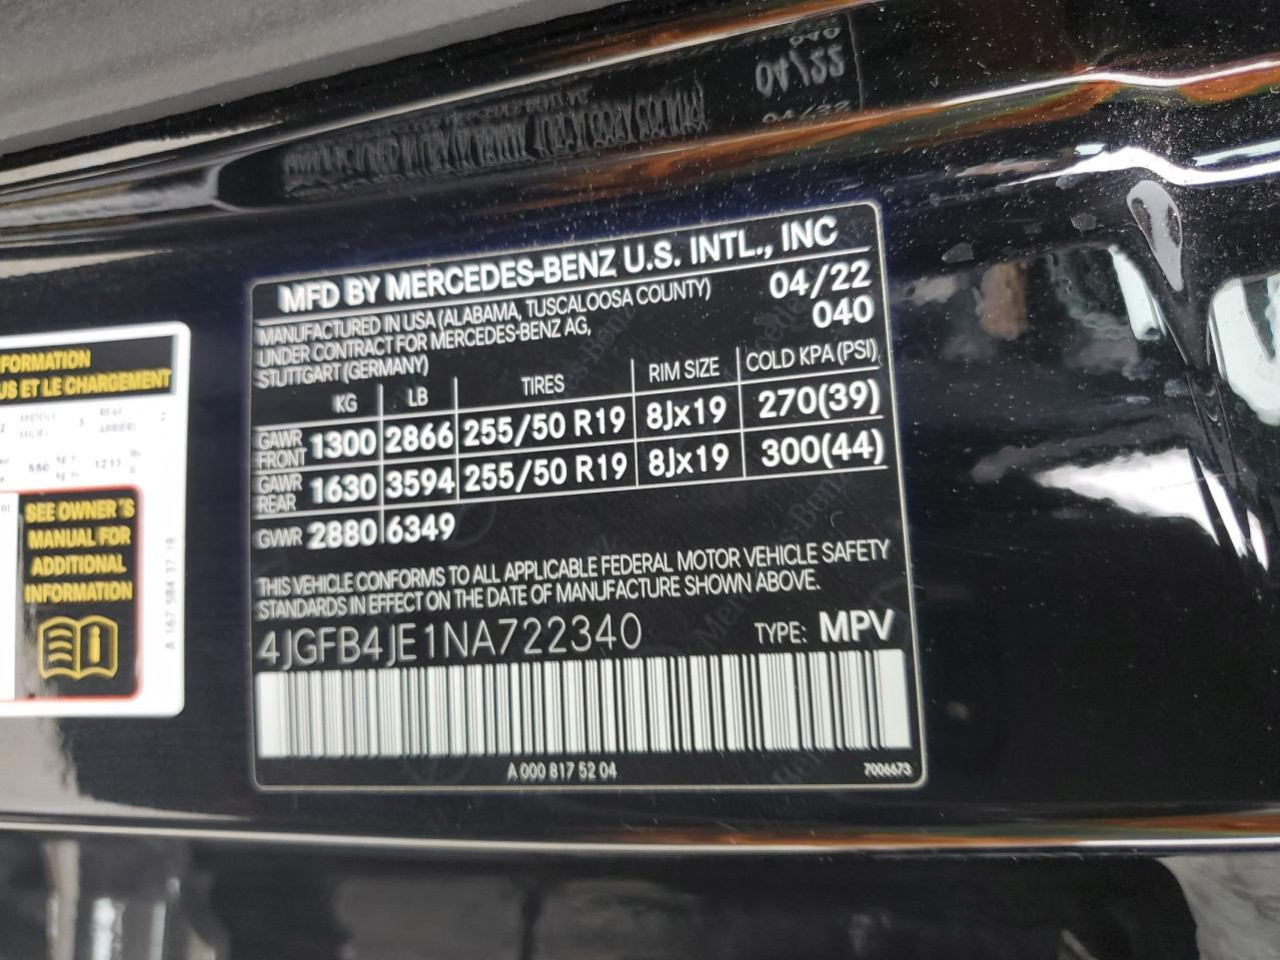 MFD BY MERCEDES-BENZ U.S. INTL., INC
MANUFACTURED IN USA (ALABAMA, TUSCALOOSA COUNTY) 04/22
UNDER CONTRACT FOR MERCEDES-BENZ AG, 040
STUTTGART (GERMANY)
KG LB TIRES RIM SIZE COLD KPA (PSI)
GAWR FRONT 1300 2866 255/50 R19 8Jx19 270(39)
GAWR REAR 1630 3594 255/50 R19 8Jx19 300(44)
GVWR 2880 6349
THIS VEHICLE CONFORMS TO ALL APPLICABLE FEDERAL MOTOR VEHICLE SAFETY
STANDARDS IN EFFECT ON THE DATE OF MANUFACTURE SHOWN ABOVE.
4JGFB4JE1NA722340 TYPE: MPV
A 000 817 52 04 7006673
FORMATION
US ET LE CHARGEMENT
SEE OWNER'S
MANUAL FOR
ADDITIONAL
INFORMATION
A 167 584 37 18